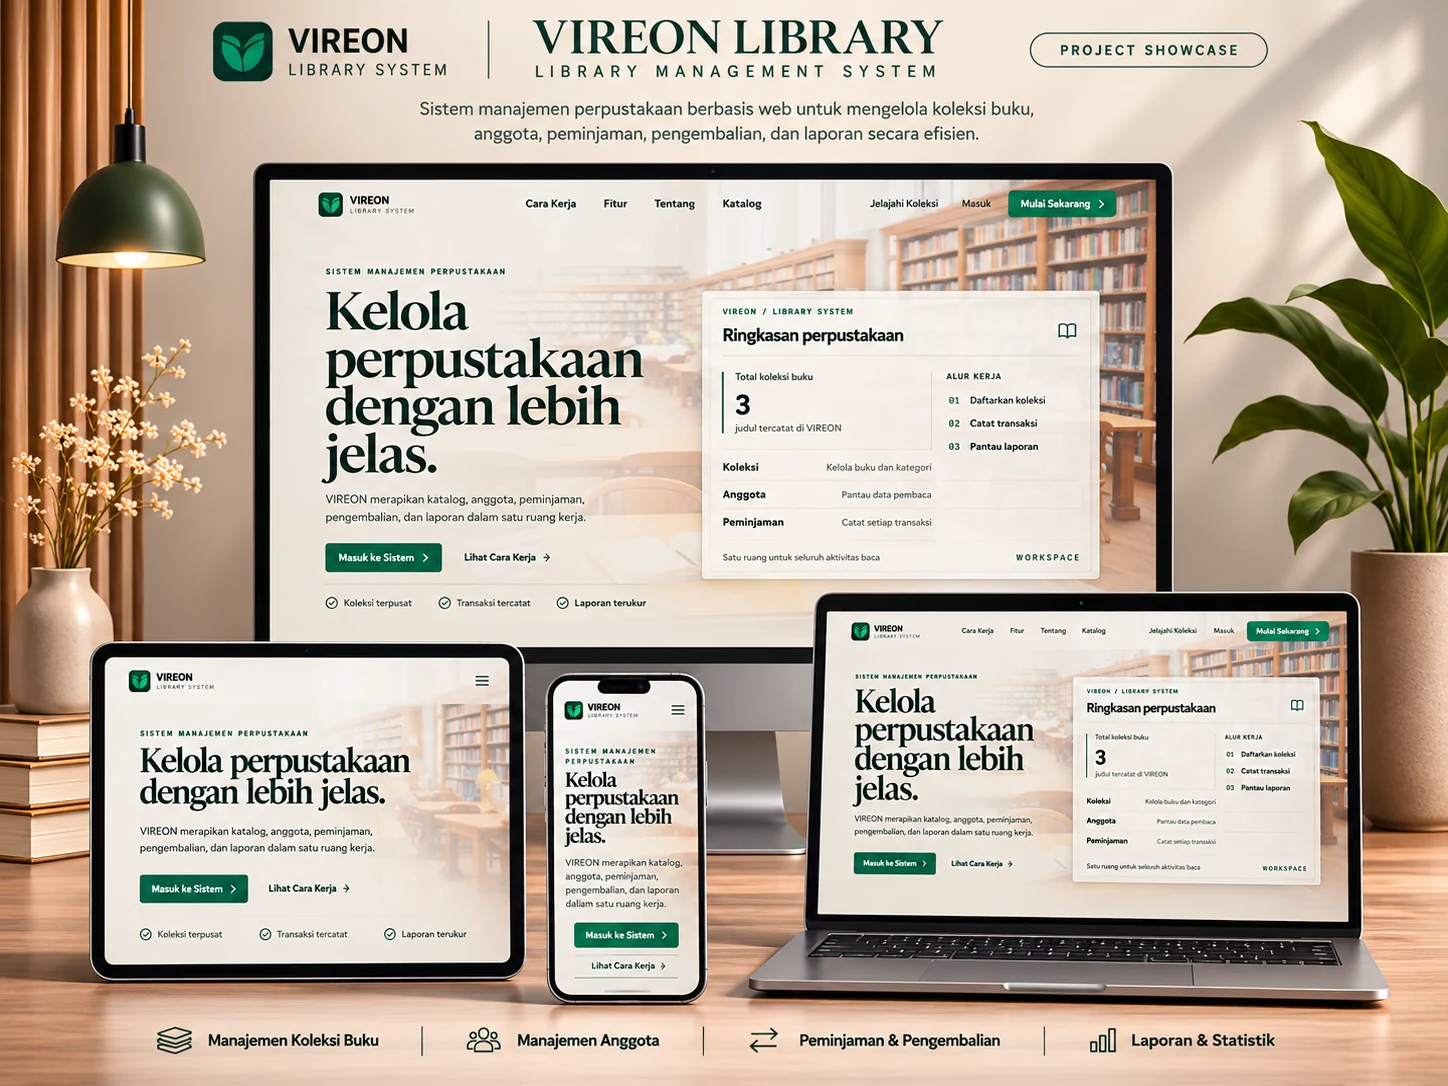 VIREON
LIBRARY SYSTEM
VIREON LIBRARY
LIBRARY MANAGEMENT SYSTEM
PROJECT SHOWCASE
Sistem manajemen perpustakaan berbasis web untuk mengelola koleksi buku,
anggota, peminjaman, pengembalian, dan laporan secara efisien.
VIREON
LIBRARY SYSTEM
Cara Kerja
Fitur
Tentang
Katalog
Jelajahi Koleksi
Masuk
Mulai Sekarang
SISTEM MANAJEMEN PERPUSTAKAAN
Kelola
perpustakaan
dengan lebih
jelas.
VIREON merapikan katalog, anggota, peminjaman,
pengembalian, dan laporan dalam satu ruang kerja.
Masuk ke Sistem
Lihat Cara Kerja
Koleksi terpusat
Transaksi tercatat
Laporan terukur
VIREON / LIBRARY SYSTEM
Ringkasan perpustakaan
Total koleksi buku
3
judul tercatat di VIREON
ALUR KERJA
01 Daftarkan koleksi
02 Catat transaksi
03 Pantau laporan
Koleksi Kelola buku dan kategori
Anggota Pantau data pembaca
Peminjaman Catat setiap transaksi
Satu ruang untuk seluruh aktivitas baca
WORKSPACE
VIREON
LIBRARY SYSTEM
SISTEM MANAJEMEN PERPUSTAKAAN
Kelola perpustakaan
dengan lebih jelas.
VIREON merapikan katalog, anggota, peminjaman,
pengembalian, dan laporan dalam satu ruang kerja.
Masuk ke Sistem
Lihat Cara Kerja
Koleksi terpusat
Transaksi tercatat
Laporan terukur
VIREON
LIBRARY SYSTEM
SISTEM MANAJEMEN
PERPUSTAKAAN
Kelola
perpustakaan
dengan lebih
jelas.
VIREON merapikan katalog,
anggota, peminjaman,
pengembalian, dan laporan
dalam satu ruang kerja.
Masuk ke Sistem
Lihat Cara Kerja
VIREON
LIBRARY SYSTEM
Cara Kerja
Fitur
Tentang
Katalog
Jelajahi Koleksi
Masuk
Mulai Sekarang
SISTEM MANAJEMEN PERPUSTAKAAN
Kelola
perpustakaan
dengan lebih
jelas.
VIREON merapikan katalog, anggota, peminjaman,
pengembalian, dan laporan dalam satu ruang kerja.
Masuk ke Sistem
Lihat Cara Kerja
VIREON / LIBRARY SYSTEM
Ringkasan perpustakaan
Total koleksi buku
3
judul tercatat di VIREON
ALUR KERJA
01 Daftarkan koleksi
02 Catat transaksi
03 Pantau laporan
Koleksi Kelola buku dan kategori
Anggota Pantau data pembaca
Peminjaman Catat setiap transaksi
Satu ruang untuk seluruh aktivitas baca
WORKSPACE
Manajemen Koleksi Buku
Manajemen Anggota
Peminjaman & Pengembalian
Laporan & Statistik